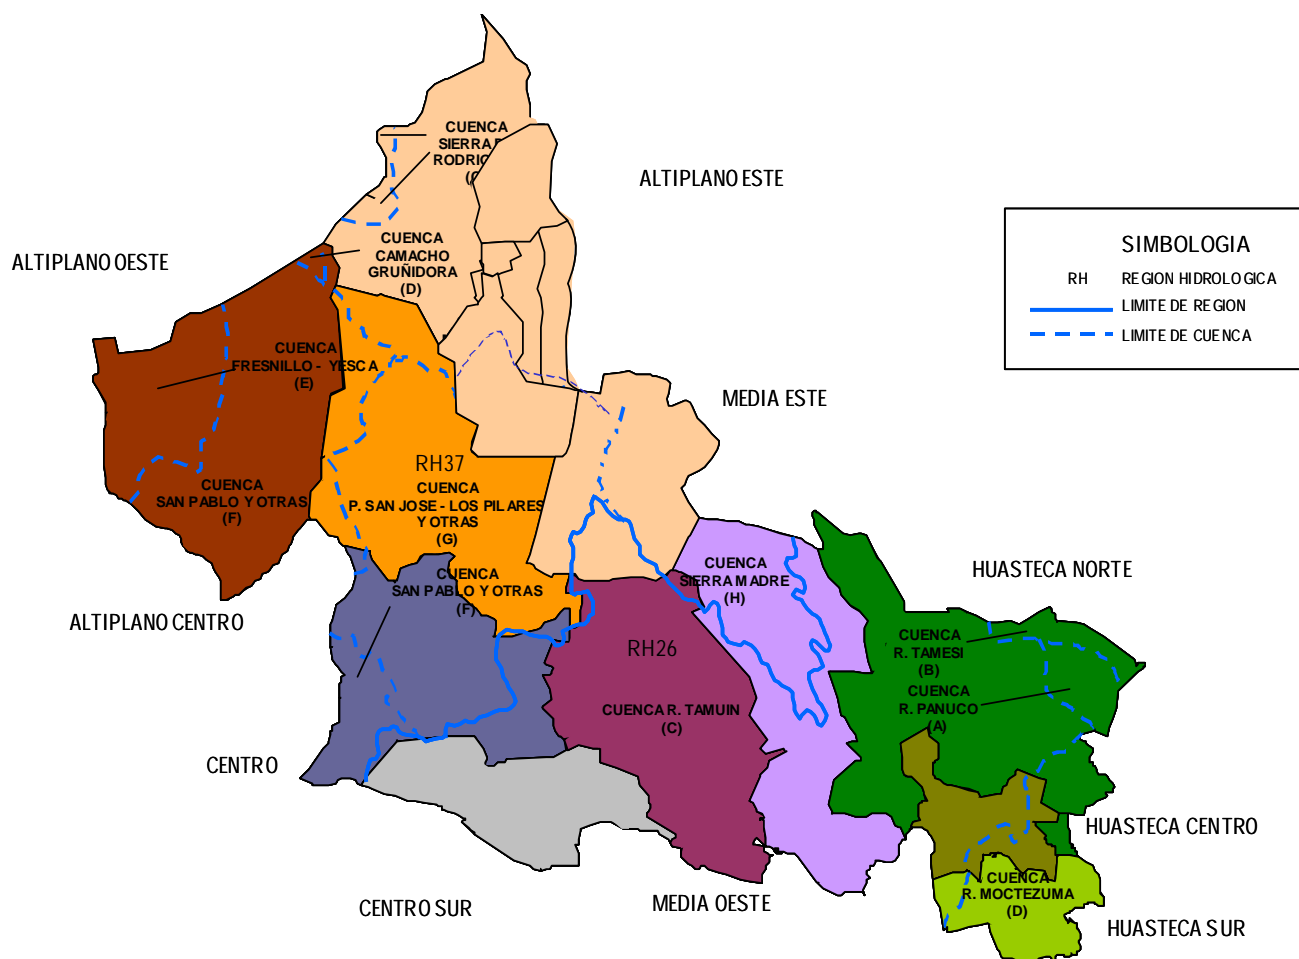 CUENCA
SIERRA
RODRIG
ALTIPLANO ESTE
ALTIPLANO OESTE
CUENCA
CAMACHO
GRUÑIDORA
(D)
SIMBOLOGIA
RH REGION HIDROLOGICA
LIMITE DE REGION
LIMITE DE CUENCA
CUENCA
FRESNILLO - YESCA
(E)
MEDIA ESTE
RH37
CUENCA
P. SAN JOSE - LOS PILARES
Y OTRAS
(G)
CUENCA
SAN PABLO Y OTRAS
(F)
CUENCA
SAN PABLO Y OTRAS
(F)
CUENCA
SIERRA MADRE
(H)
HUASTECA NORTE
ALTIPLANO CENTRO
RH26
CUENCA R. TAMUIN
(C)
CUENCA
R. TAMESI
(B)
CUENCA
R. PANUCO
(A)
CENTRO
HUASTECA CENTRO
CENTRO SUR
MEDIA OESTE
CUENCA
R. MOCTEZUMA
(D)
HUASTECA SUR